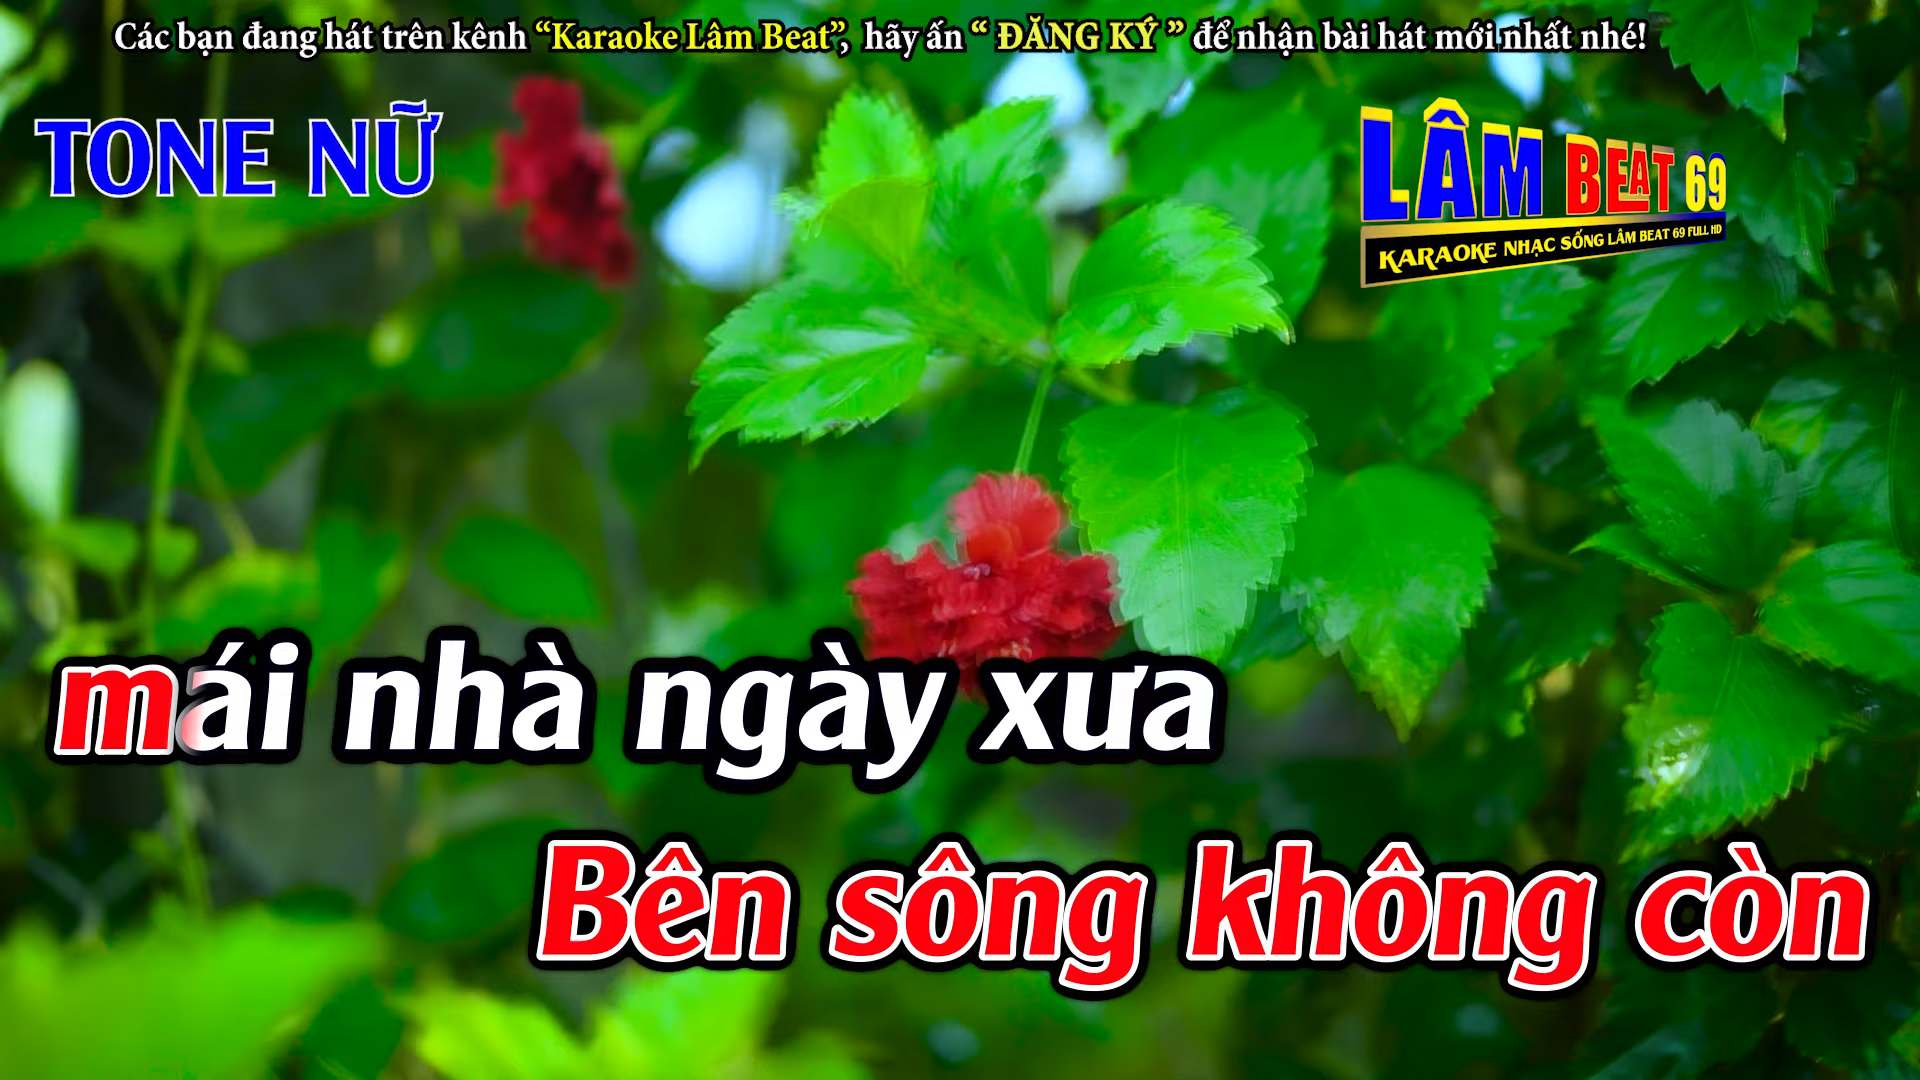 Các bạn đang hát trên kênh “Karaoke Lâm Beat”, hãy ấn “ ĐĂNG KÝ ” để nhận bài hát mới nhất nhé!
TONE NỮ
LÂM BEAT 69
KARAOKE NHẠC SỐNG LÂM BEAT 69 FULL HD
mái nhà ngày xưa
Bên sông không còn